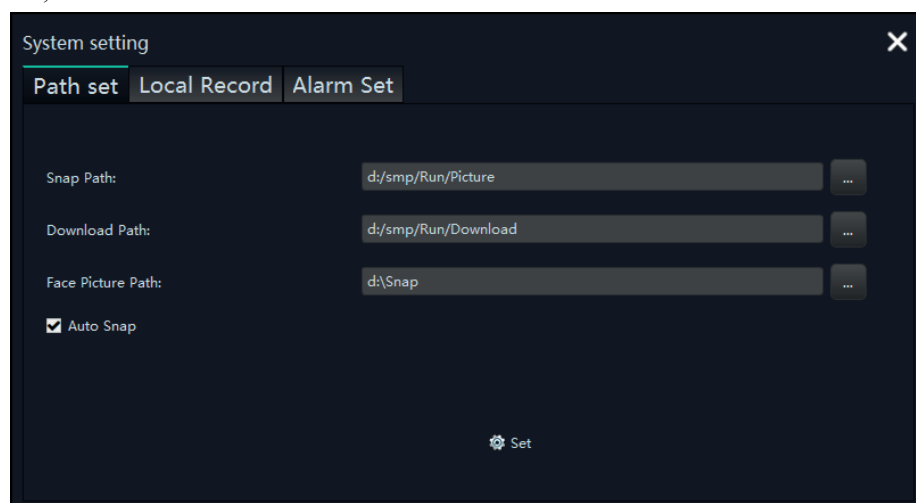 System setting
Path set Local Record Alarm Set
Snap Path: d:/smp/Run/Picture ...
Download Path: d:/smp/Run/Download ...
Face Picture Path: d:\Snap ...
Auto Snap
Set